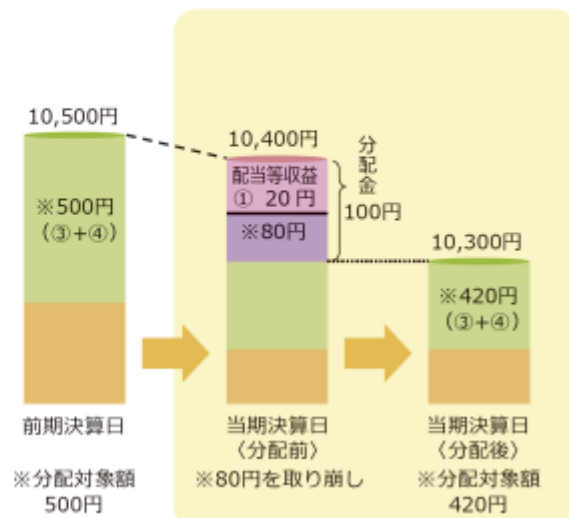 10,500円
※500円
(③+④)
前期決算日
※分配対象額
500円
10,400円
配当等収益
① 20円
※80円
分配金
100円
当期決算日
〈分配前〉
※80円を取り崩し
10,300円
※420円
(③+④)
当期決算日
〈分配後〉
※分配対象額
420円